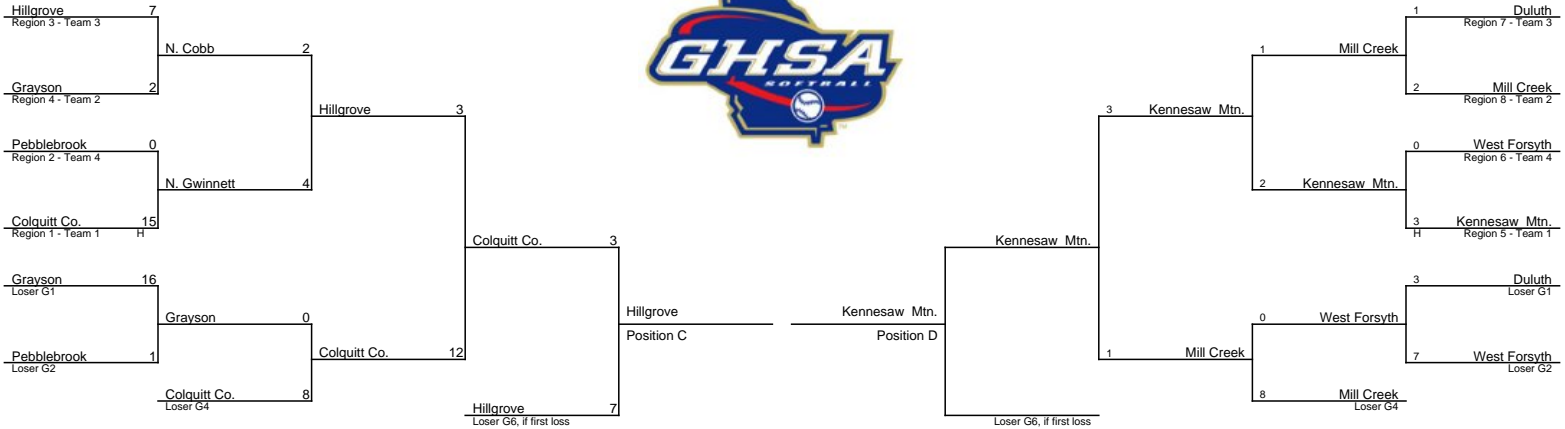 Hillgrove 7
Region 3 - Team 3
N. Cobb 2
Grayson 2
Region 4 - Team 2
Hillgrove 3
Pebblebrook 0
Region 2 - Team 4
N. Gwinnett 4
Colquitt Co. 15
Region 1 - Team 1 H
Colquitt Co. 3
Grayson 16
Loser G1
Grayson 0
Pebblebrook 1
Loser G2
Colquitt Co. 12
Colquitt Co. 8
Loser G4
Hillgrove
Position C
Hillgrove 7
Loser G6, if first loss
GHSA
SOFTBALL
TM
1 Duluth
Region 7 - Team 3
1 Mill Creek
2 Mill Creek
Region 8 - Team 2
3 Kennesaw Mtn.
0 West Forsyth
Region 6 - Team 4
2 Kennesaw Mtn.
3 Kennesaw Mtn.
H Region 5 - Team 1
Kennesaw Mtn.
3 Duluth
Loser G1
0 West Forsyth
7 West Forsyth
Loser G2
1 Mill Creek
8 Mill Creek
Loser G4
Kennesaw Mtn.
Position D
Loser G6, if first loss